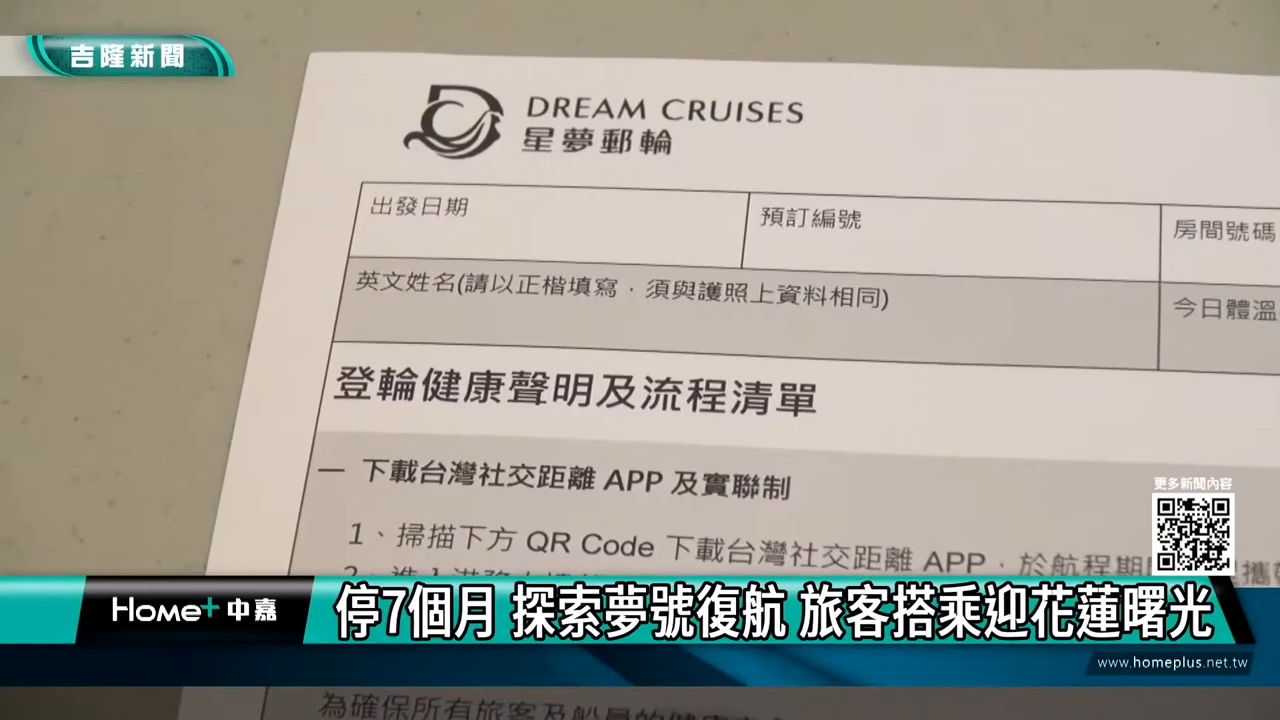 吉隆新聞
DREAM CRUISES
星夢郵輪
出發日期
預訂編號
房間號碼
英文姓名(請以正楷填寫，須與護照上資料相同)
今日體溫
登輪健康聲明及流程清單
一 下載台灣社交距離 APP 及實聯制
1、掃描下方 QR Code 下載台灣社交距離 APP，於航程期間
更多新聞內容
Home+中嘉
停7個月 探索夢號復航 旅客搭乘迎花蓮曙光
www.homeplus.net.tw
為確保所有旅客及船員的健康